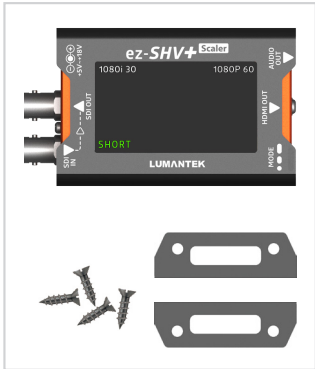 ez-SHV+ Scaler
+5V~+18V
AUDIO OUT
1080i 30
1080P 60
SDI OUT
HDMI OUT
SHORT
SDI IN
LUMANTEK
MODE